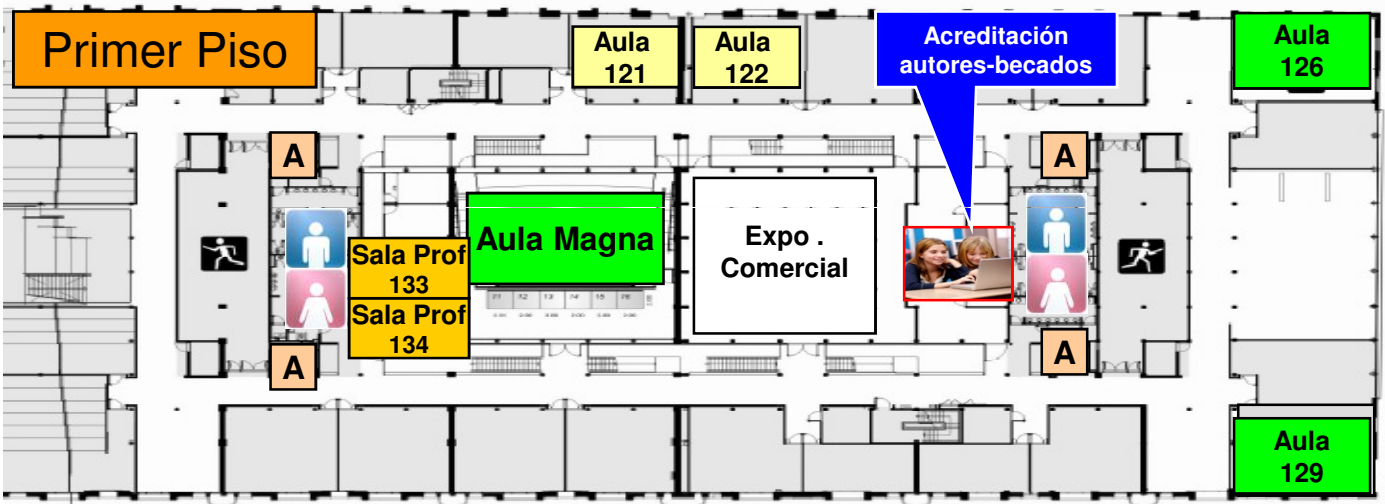 Primer Piso
Aula
121
Aula
122
Acreditación
autores-becados
Aula
126
A
A
Sala Prof
133
Sala Prof
134
Aula Magna
Expo .
Comercial
A
A
Aula
129